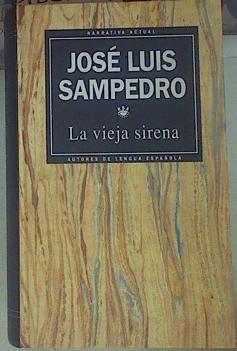 NARRATIVA ACTUAL
JOSÉ LUIS
SAMPEDRO
La vieja sirena
AUTORES DE LENGUA ESPAÑOLA